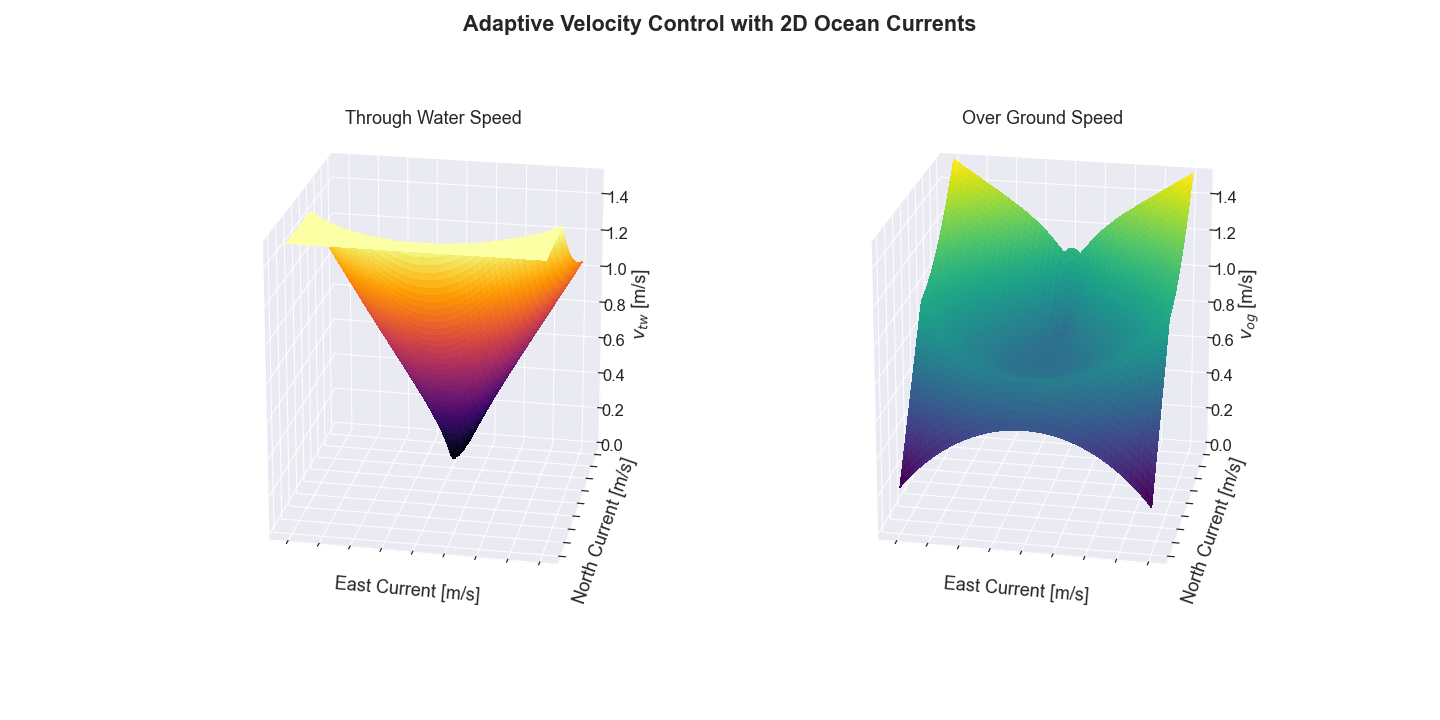 Adaptive Velocity Control with 2D Ocean Currents
Through Water Speed
1.4
1.2
1.0
0.8
0.6
0.4
0.2
0.0
v_tw [m/s]
North Current [m/s]
East Current [m/s]
Over Ground Speed
1.4
1.2
1.0
0.8
0.6
0.4
0.2
0.0
v_og [m/s]
North Current [m/s]
East Current [m/s]